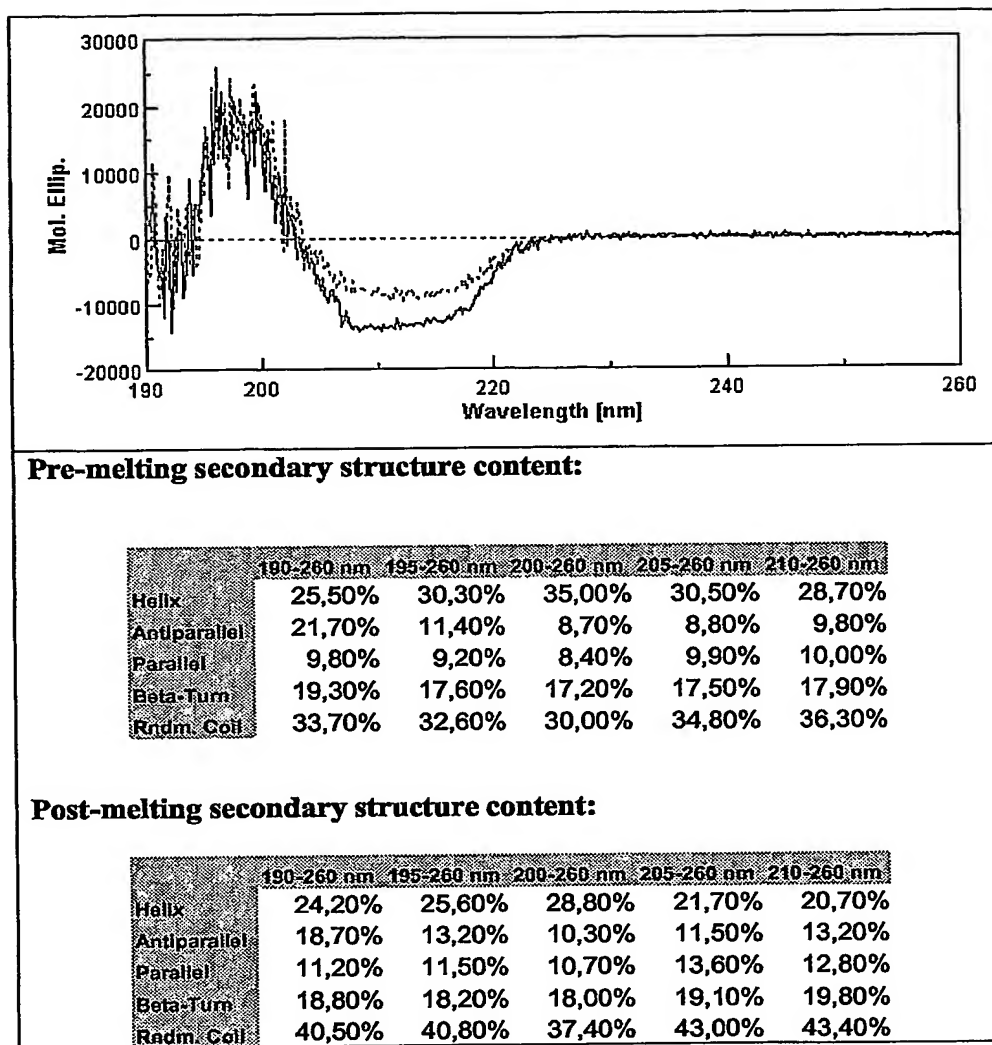 30000
20000
10000
0
-10000
-20000
Mol. Ellip.
190 200 220 240 260
Wavelength [nm]
Pre-melting secondary structure content:
190-260 nm 195-260 nm 200-260 nm 205-260 nm 210-260 nm
Helix 25,50% 30,30% 35,00% 30,50% 28,70%
Antiparallel 21,70% 11,40% 8,70% 8,80% 9,80%
Parallel 9,80% 9,20% 8,40% 9,90% 10,00%
Beta-Turn 19,30% 17,60% 17,20% 17,50% 17,90%
Rndm. Coil 33,70% 32,60% 30,00% 34,80% 36,30%
Post-melting secondary structure content:
190-260 nm 195-260 nm 200-260 nm 205-260 nm 210-260 nm
Helix 24,20% 25,60% 28,80% 21,70% 20,70%
Antiparallel 18,70% 13,20% 10,30% 11,50% 13,20%
Parallel 11,20% 11,50% 10,70% 13,60% 12,80%
Beta-Turn 18,80% 18,20% 18,00% 19,10% 19,80%
Rndm. Coil 40,50% 40,80% 37,40% 43,00% 43,40%